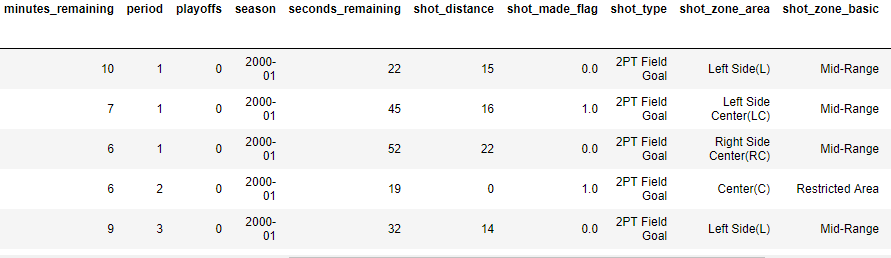 minutes_remaining period playoffs season seconds_remaining shot_distance shot_made_flag shot_type shot_zone_area shot_zone_basic
10 1 0 2000-01 22 15 0.0 2PT Field Goal Left Side(L) Mid-Range
7 1 0 2000-01 45 16 1.0 2PT Field Goal Left Side Center(LC) Mid-Range
6 1 0 2000-01 52 22 0.0 2PT Field Goal Right Side Center(RC) Mid-Range
6 2 0 2000-01 19 0 1.0 2PT Field Goal Center(C) Restricted Area
9 3 0 2000-01 32 14 0.0 2PT Field Goal Left Side(L) Mid-Range